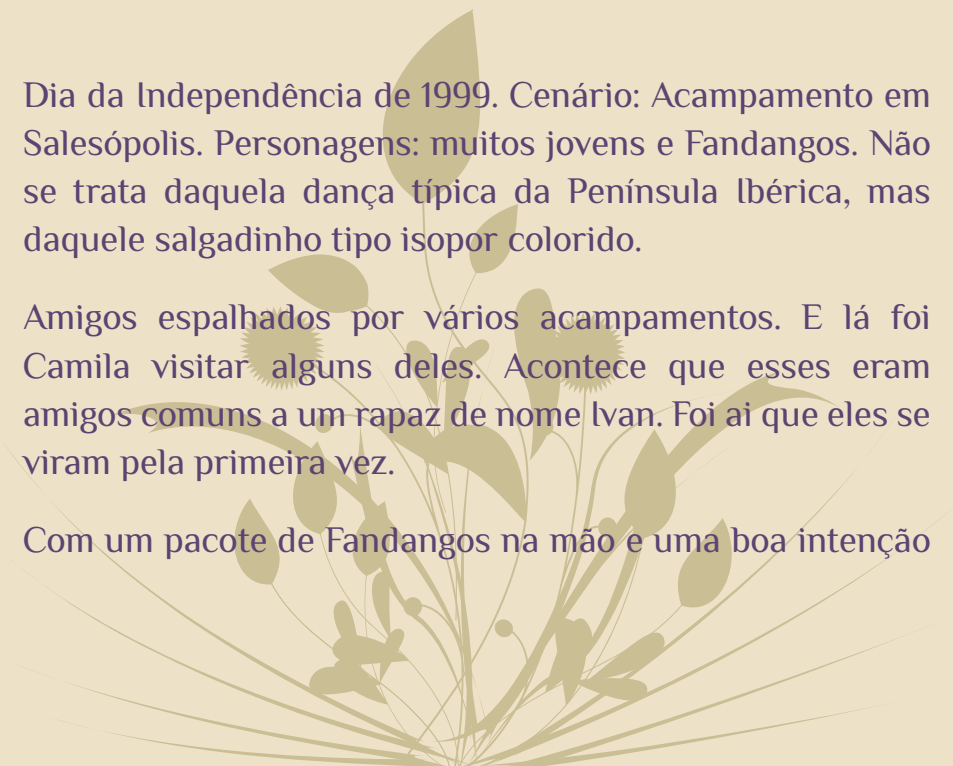 Dia da Independência de 1999. Cenário: Acampamento em
Salesópolis. Personagens: muitos jovens e Fandangos. Não
se trata daquela dança típica da Península Ibérica, mas
daquele salgadinho tipo isopor colorido.
Amigos espalhados por vários acampamentos. E lá foi
Camila visitar alguns deles. Acontece que esses eram
amigos comuns a um rapaz de nome Ivan. Foi ai que eles se
viram pela primeira vez.
Com um pacote de Fandangos na mão e uma boa intenção